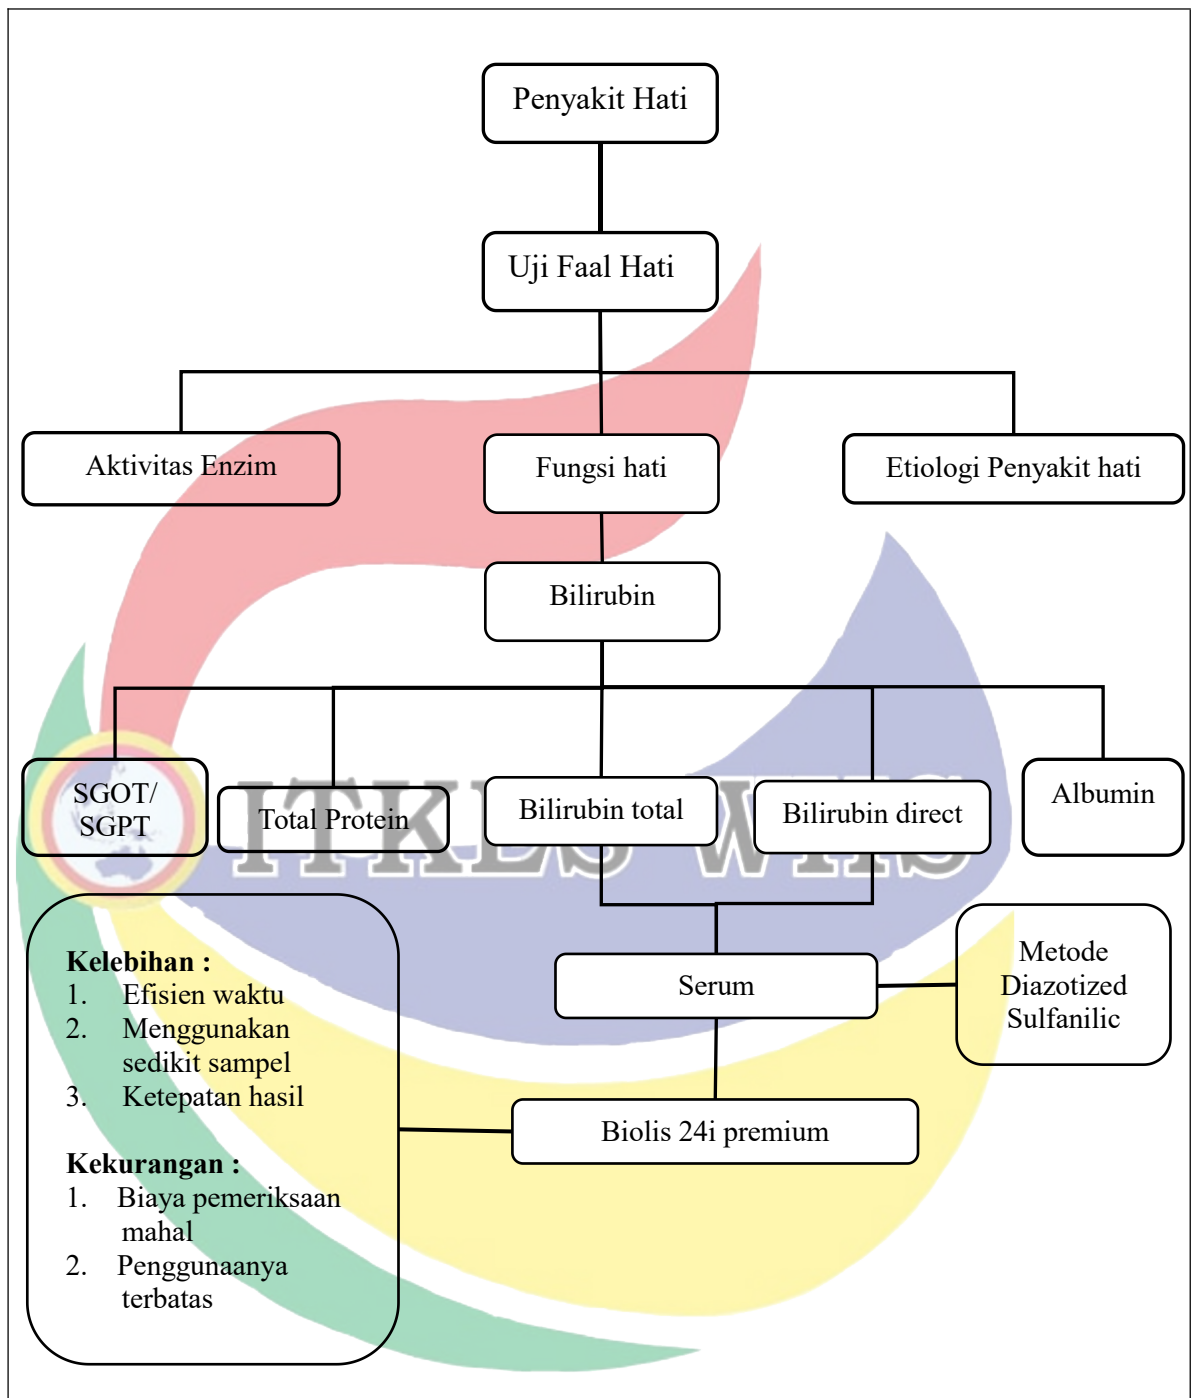 Penyakit Hati
Uji Faal Hati
Aktivitas Enzim
Fungsi hati
Etiologi Penyakit hati
Bilirubin
SGOT/
SGPT
Total Protein
Bilirubin total
Bilirubin direct
Albumin
ITKES WHS
Kelebihan :
1. Efisien waktu
2. Menggunakan
sedikit sampel
3. Ketepatan hasil
Kekurangan :
1. Biaya pemeriksaan
mahal
2. Penggunaanya
terbatas
Serum
Metode
Diazotized
Sulfanilic
Biolis 24i premium